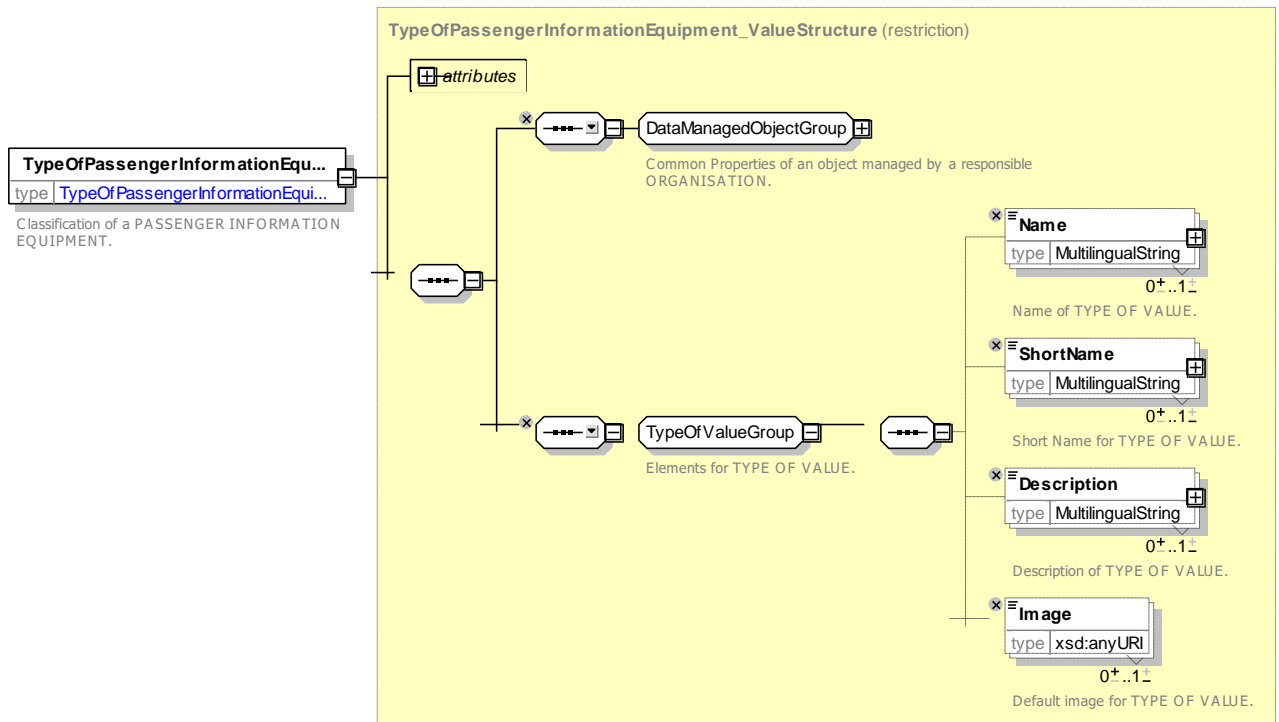 TypeOfPassengerInformationEquipment_ValueStructure (restriction)
attributes
DataManagedObjectGroup
Common Properties of an object managed by a responsible
ORGANISATION.
TypeOfPassengerInformationEqu...
type TypeOfPassengerInformationEqui...
Classification of a PASSENGER INFORMATION
EQUIPMENT.
Name
type MultilingualString
0..1
Name of TYPE OF VALUE.
ShortName
type MultilingualString
0..1
Short Name for TYPE OF VALUE.
TypeOfValueGroup
Elements for TYPE OF VALUE.
Description
type MultilingualString
0..1
Description of TYPE OF VALUE.
Image
type xsd:anyURI
0..1
Default image for TYPE OF VALUE.